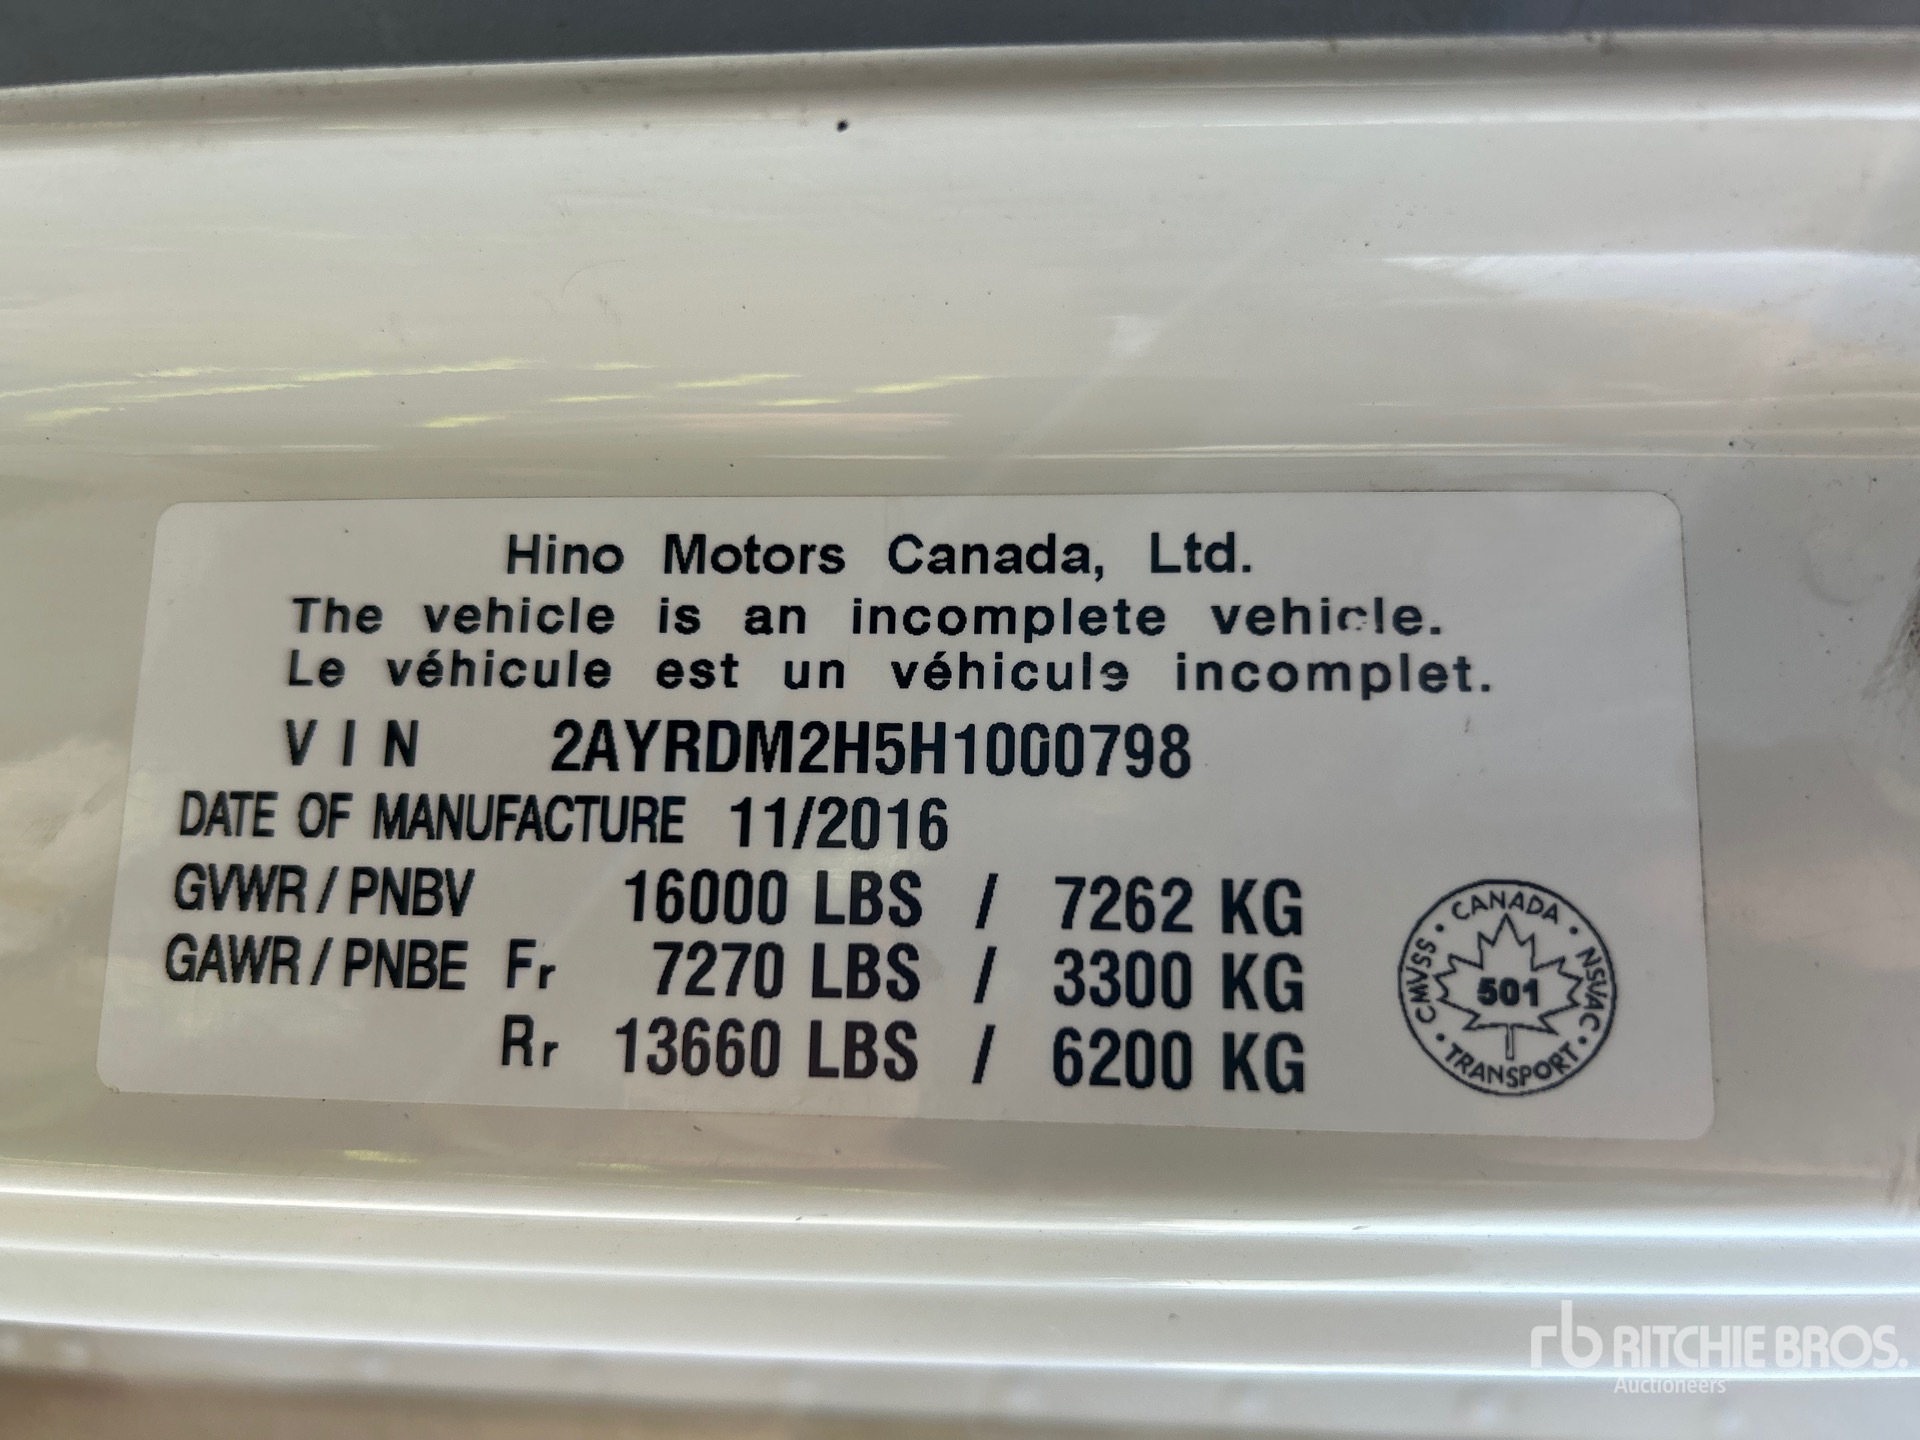 Hino Motors Canada, Ltd.
The vehicle is an incomplete vehicle.
Le véhicule est un véhicule incomplet.
VIN 2AYRDM2H5H1000798
DATE OF MANUFACTURE 11/2016
GVWR / PNBV 16000 LBS / 7262 KG
GAWR / PNBE Fr 7270 LBS / 3300 KG
Rr 13660 LBS / 6200 KG
CANADA · NSVAC · TRANSPORT · CMVSS ·
501
rb RITCHIE BROS.
Auctioneers